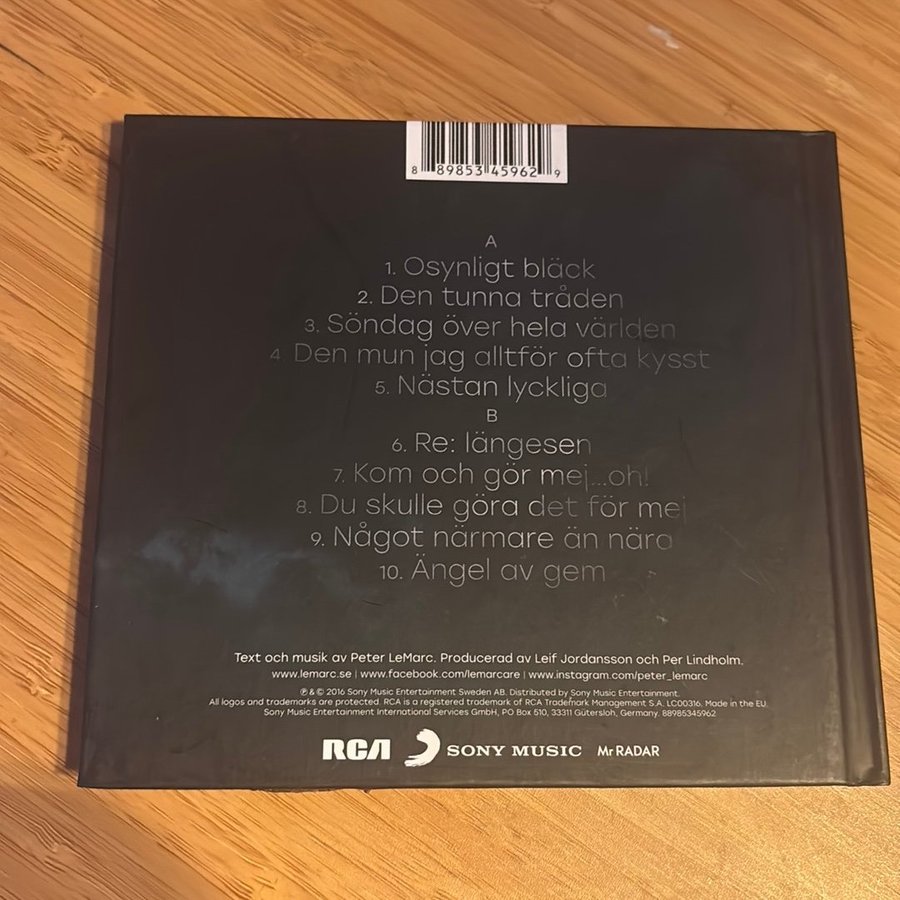 8 89853 45962 9
A
1. Osynligt bläck
2. Den tunna tråden
3. Söndag över hela världen
4. Den mun jag alltför ofta kysst
5. Nästan lyckliga
B
6. Re: längesen
7. Kom och gör mej...oh!
8. Du skulle göra det för mej
9. Något närmare än nära
10. Ängel av gem
Text och musik av Peter LeMarc. Producerad av Leif Jordansson och Per Lindholm.
www.lemarc.se | www.facebook.com/lemarcare | www.instagram.com/peter_lemarc
℗ & © 2016 Sony Music Entertainment Sweden AB. Distributed by Sony Music Entertainment.
All logos and trademarks are protected. RCA is a registered trademark of RCA Trademark Management S.A. LC00316. Made in the EU.
Sony Music Entertainment International Services GmbH, PO Box 510, 33311 Gütersloh, Germany. 88985345962
RCA SONY MUSIC Mr RADAR